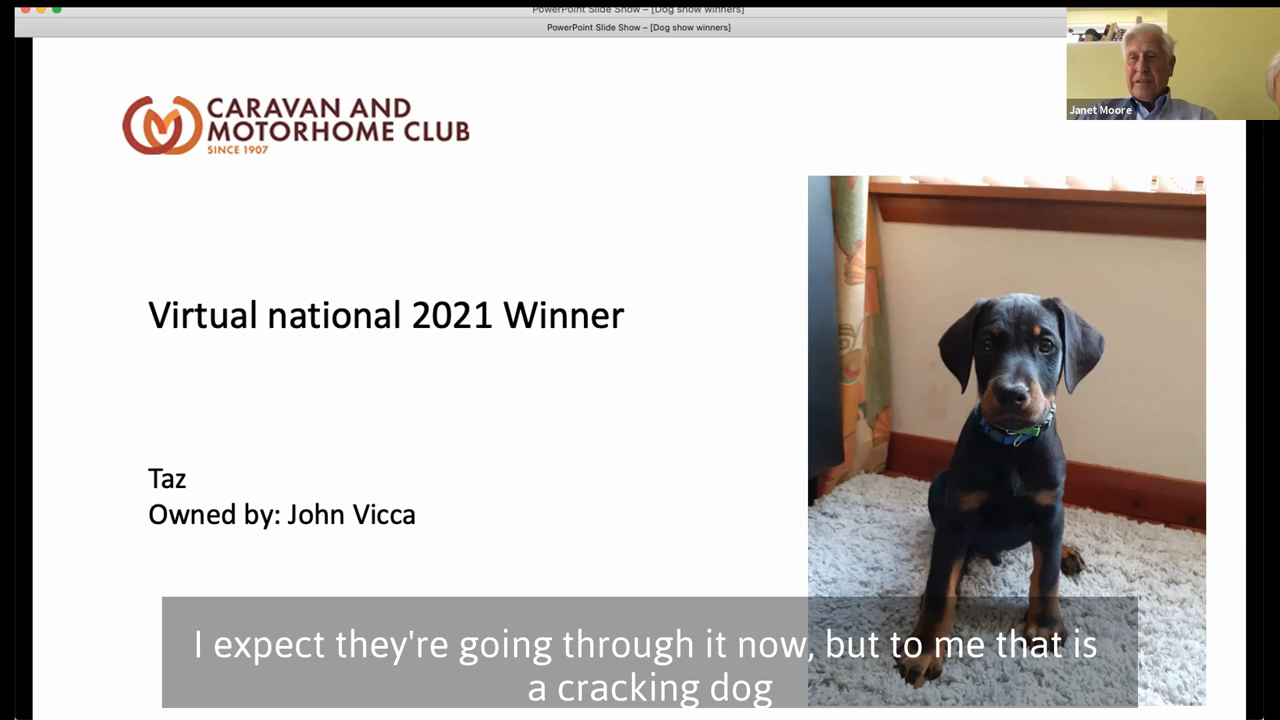 PowerPoint Slide Show – [Dog show winners]
PowerPoint Slide Show – [Dog show winners]
Janet Moore
CARAVAN AND
MOTORHOME CLUB
SINCE 1907
Virtual national 2021 Winner
Taz
Owned by: John Vicca
I expect they're going through it now, but to me that is
a cracking dog